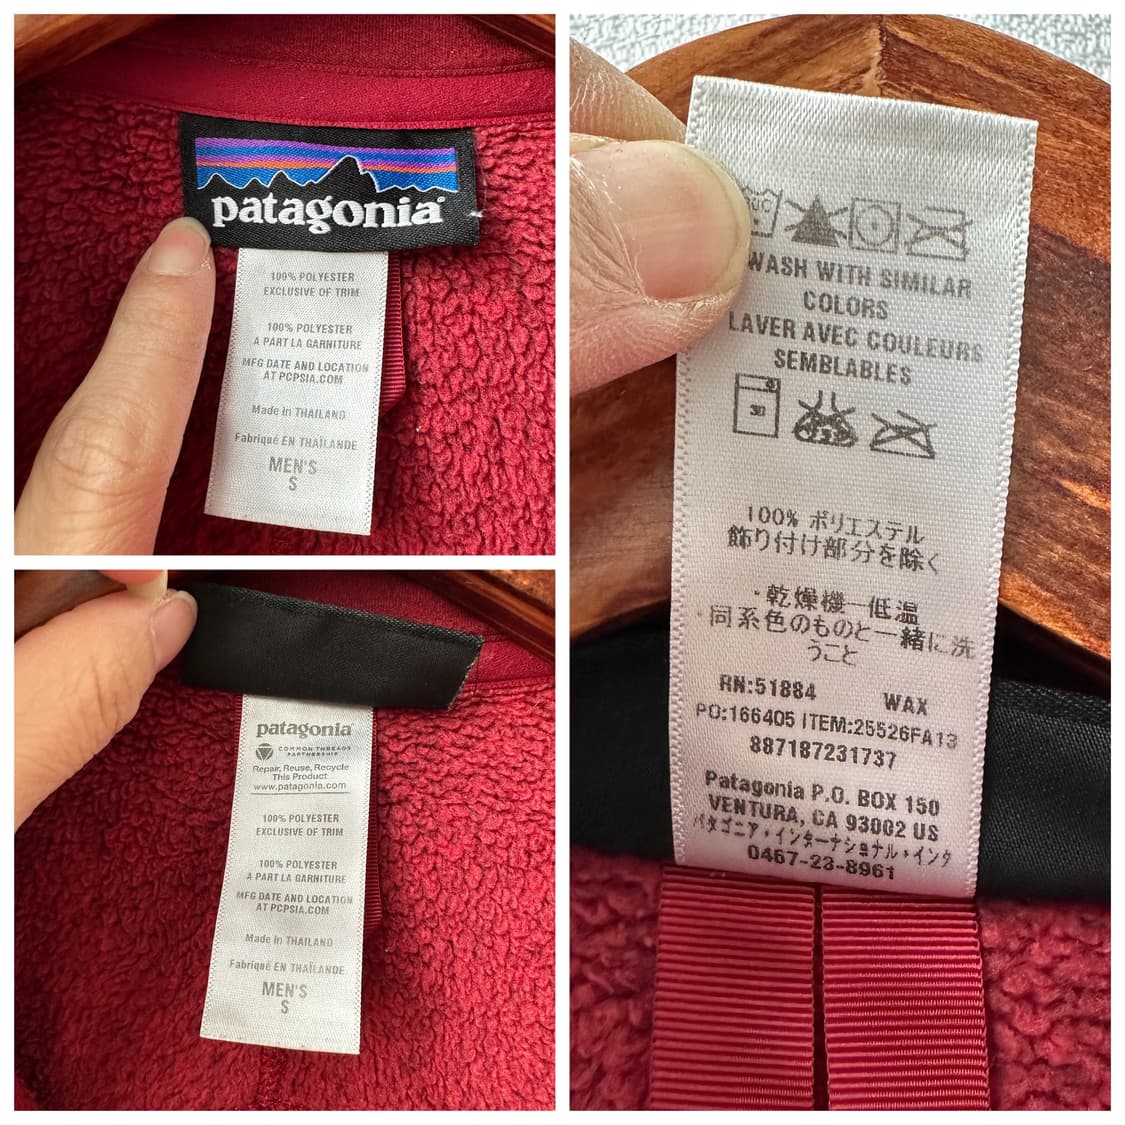 patagonia®
100% POLYESTER
EXCLUSIVE OF TRIM
100% POLYESTER
A PART LA GARNITURE
MFG DATE AND LOCATION
AT PCPSIA.COM
Made in THAILAND
Fabriqué EN THAÏLANDE
MEN'S
S
patagonia®
COMMON THREADS
PARTNERSHIP
Repair, Reuse, Recycle
This Product
www.patagonia.com
100% POLYESTER
EXCLUSIVE OF TRIM
100% POLYESTER
A PART LA GARNITURE
MFG DATE AND LOCATION
AT PCPSIA.COM
Made in THAILAND
Fabriqué EN THAÏLANDE
MEN'S
S
WASH WITH SIMILAR
COLORS
LAVER AVEC COULEURS
SEMBLABLES
30
100% ポリエステル
飾り付け部分を除く
・乾燥機ー低温
・同系色のものと一緒に洗
うこと
RN:51884 WAX
PO:166405 ITEM:25526FA13
887187231737
Patagonia P.O. BOX 150
VENTURA, CA 93002 US
パタゴニア・インターナショナル・インク
0467-23-8961